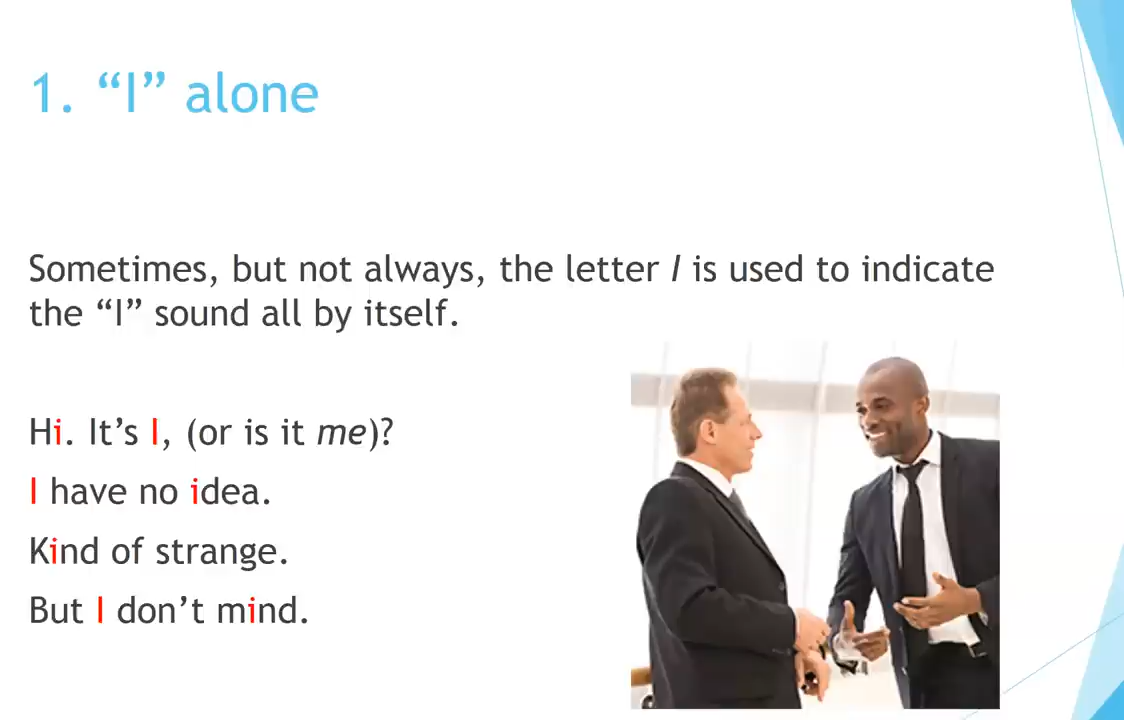 1. “I” alone
Sometimes, but not always, the letter I is used to indicate
the “I” sound all by itself.
Hi. It’s I, (or is it me)?
I have no idea.
Kind of strange.
But I don’t mind.